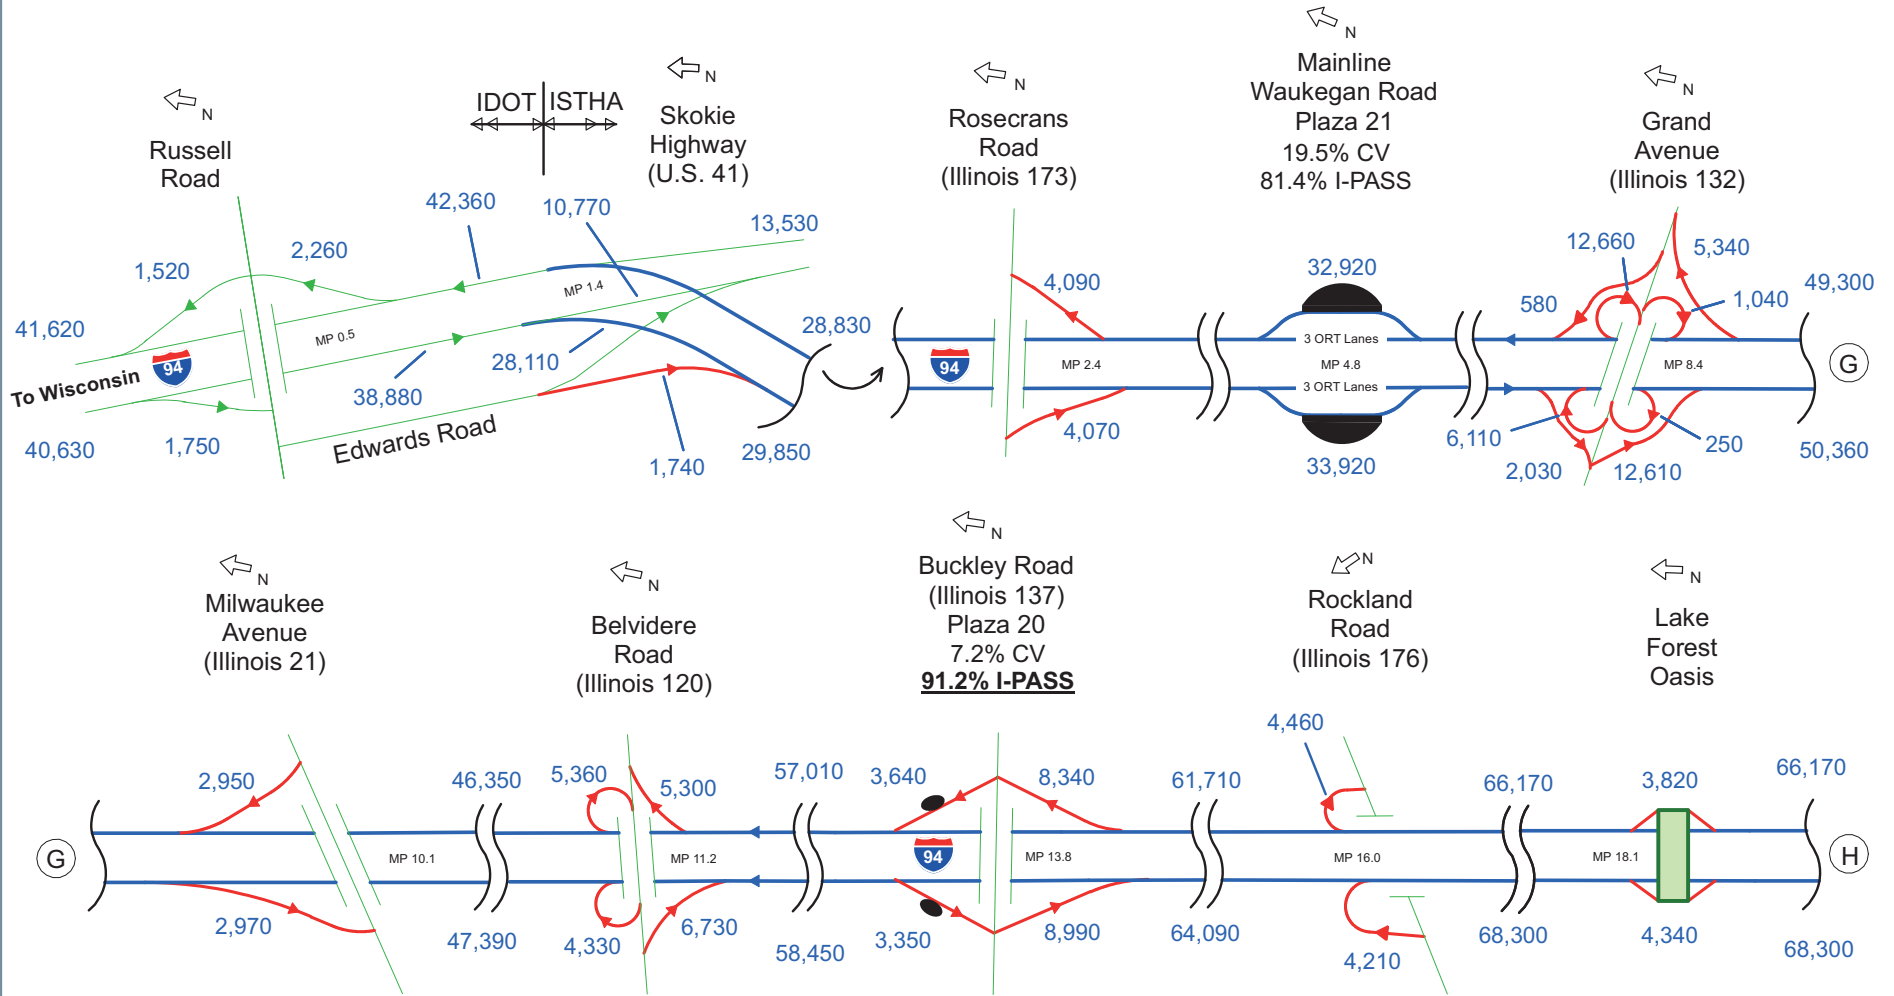 N
Mainline
Waukegan Road
Plaza 21
19.5% CV
81.4% I-PASS
N
Russell
Road
IDOT
ISTHA
N
Skokie
Highway
(U.S. 41)
N
Rosecrans
Road
(Illinois 173)
N
Grand
Avenue
(Illinois 132)
42,360
10,770
13,530
1,520
2,260
MP 1.4
41,620
MP 0.5
94
To Wisconsin
38,880
28,110
28,830
40,630
1,750
Edwards Road
1,740
29,850
4,090
94
MP 2.4
4,070
32,920
3 ORT Lanes
MP 4.8
3 ORT Lanes
33,920
12,660
5,340
580
1,040
49,300
MP 8.4
G
6,110
250
2,030
12,610
50,360
N
Milwaukee
Avenue
(Illinois 21)
N
Belvidere
Road
(Illinois 120)
N
Buckley Road
(Illinois 137)
Plaza 20
7.2% CV
91.2% I-PASS
N
Rockland
Road
(Illinois 176)
N
Lake
Forest
Oasis
G
2,950
MP 10.1
2,970
46,350
47,390
5,360
5,300
MP 11.2
4,330
6,730
57,010
58,450
3,640
8,340
94
MP 13.8
3,350
8,990
61,710
64,090
4,460
MP 16.0
4,210
66,170
68,300
3,820
MP 18.1
4,340
66,170
68,300
H